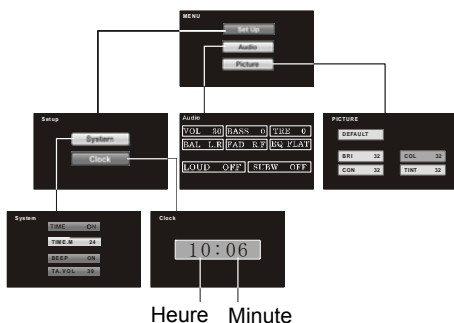 MENU
Set Up
Audio
Picture
Setup
System
Clock
Audio
VOL 30 BASS 0 TRE 0
BAL L.R FAD R.F EQ FLAT
LOUD OFF SUBW OFF
PICTURE
DEFAULT
BRI 32 COL 32
CON 32 TINT 32
System
TIME ON
TIME.M 24
BEEP ON
TA.VOL 30
Clock
10:06
Heure Minute